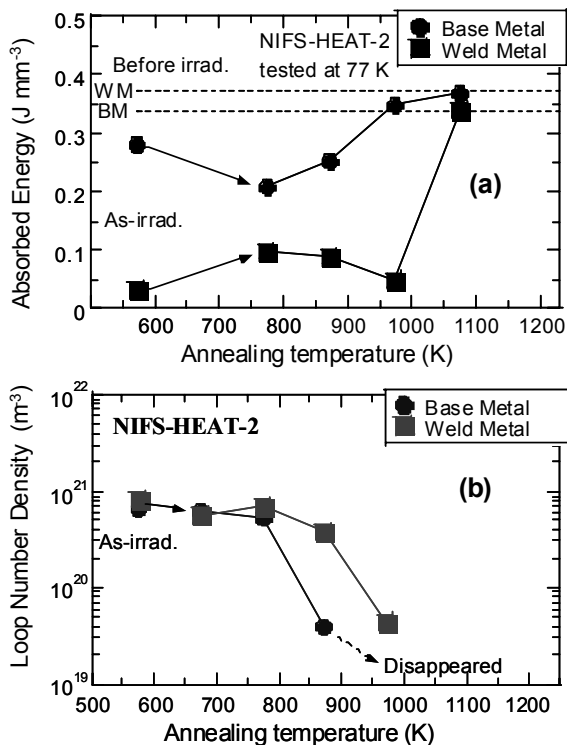 (a)
Base Metal
Weld Metal
NIFS-HEAT-2
tested at 77 K
Before irrad.
WM
BM
As-irrad.
0.5
0.4
0.3
0.2
0.1
0
Absorbed Energy (J mm-3)
600 700 800 900 1000 1100 1200
Annealing temperature (K)
Base Metal
Weld Metal
NIFS-HEAT-2
(b)
As-irrad.
Disappeared
10²²
10²¹
10²⁰
10¹⁹
Loop Number Density (m-3)
500 600 700 800 900 1000 1100 1200
Annealing temperature (K)